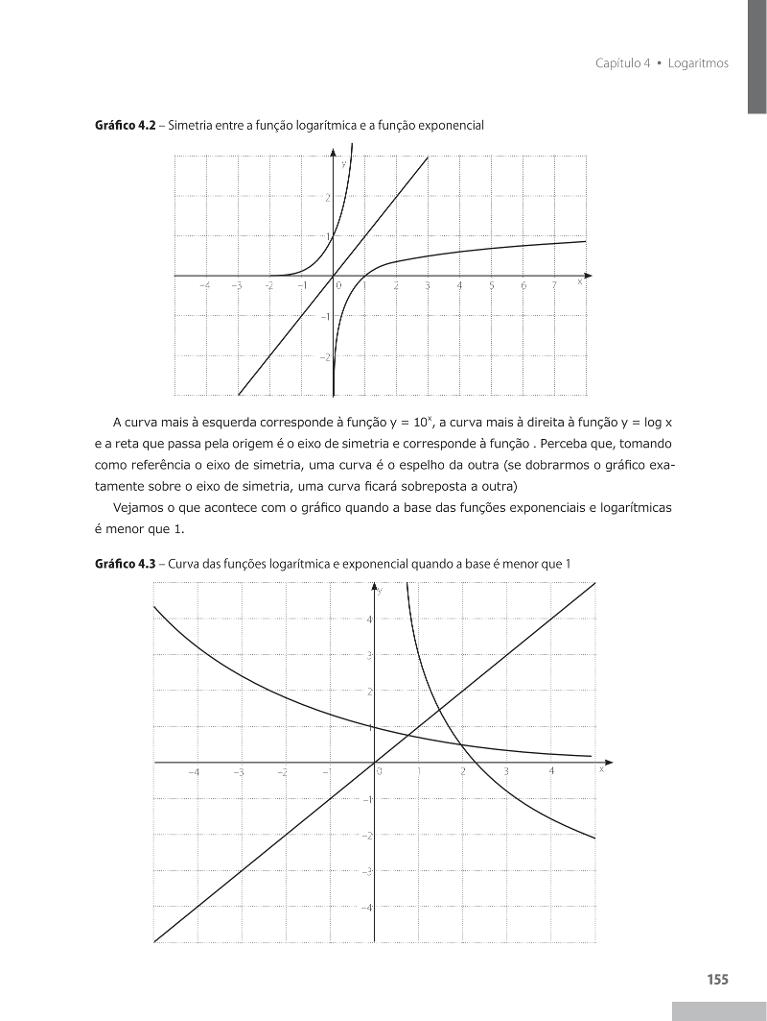 Capítulo 4 • Logaritmos
Gráfico 4.2 – Simetria entre a função logarítmica e a função exponencial
y
2
1
–4 –3 –2 –1 0 1 2 3 4 5 6 7 x
–1
–2
A curva mais à esquerda corresponde à função y = 10ˣ, a curva mais à direita à função y = log x
e a reta que passa pela origem é o eixo de simetria e corresponde à função . Perceba que, tomando
como referência o eixo de simetria, uma curva é o espelho da outra (se dobrarmos o gráfico exa-
tamente sobre o eixo de simetria, uma curva ficará sobreposta a outra)
Vejamos o que acontece com o gráfico quando a base das funções exponenciais e logarítmicas
é menor que 1.
Gráfico 4.3 – Curva das funções logarítmica e exponencial quando a base é menor que 1
y
4
3
2
1
–4 –3 –2 –1 0 1 2 3 4 x
–1
–2
–3
–4
155